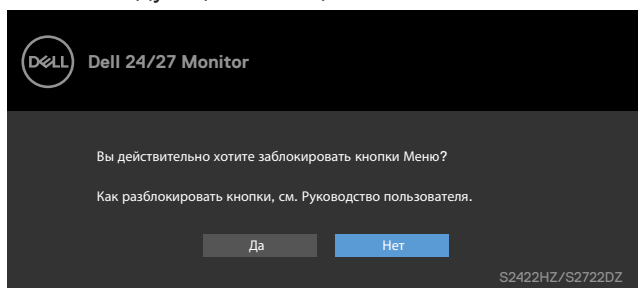 DELL
Dell 24/27 Monitor
Вы действительно хотите заблокировать кнопки Меню?
Как разблокировать кнопки, см. Руководство пользователя.
Да
Нет
S2422HZ/S2722DZ